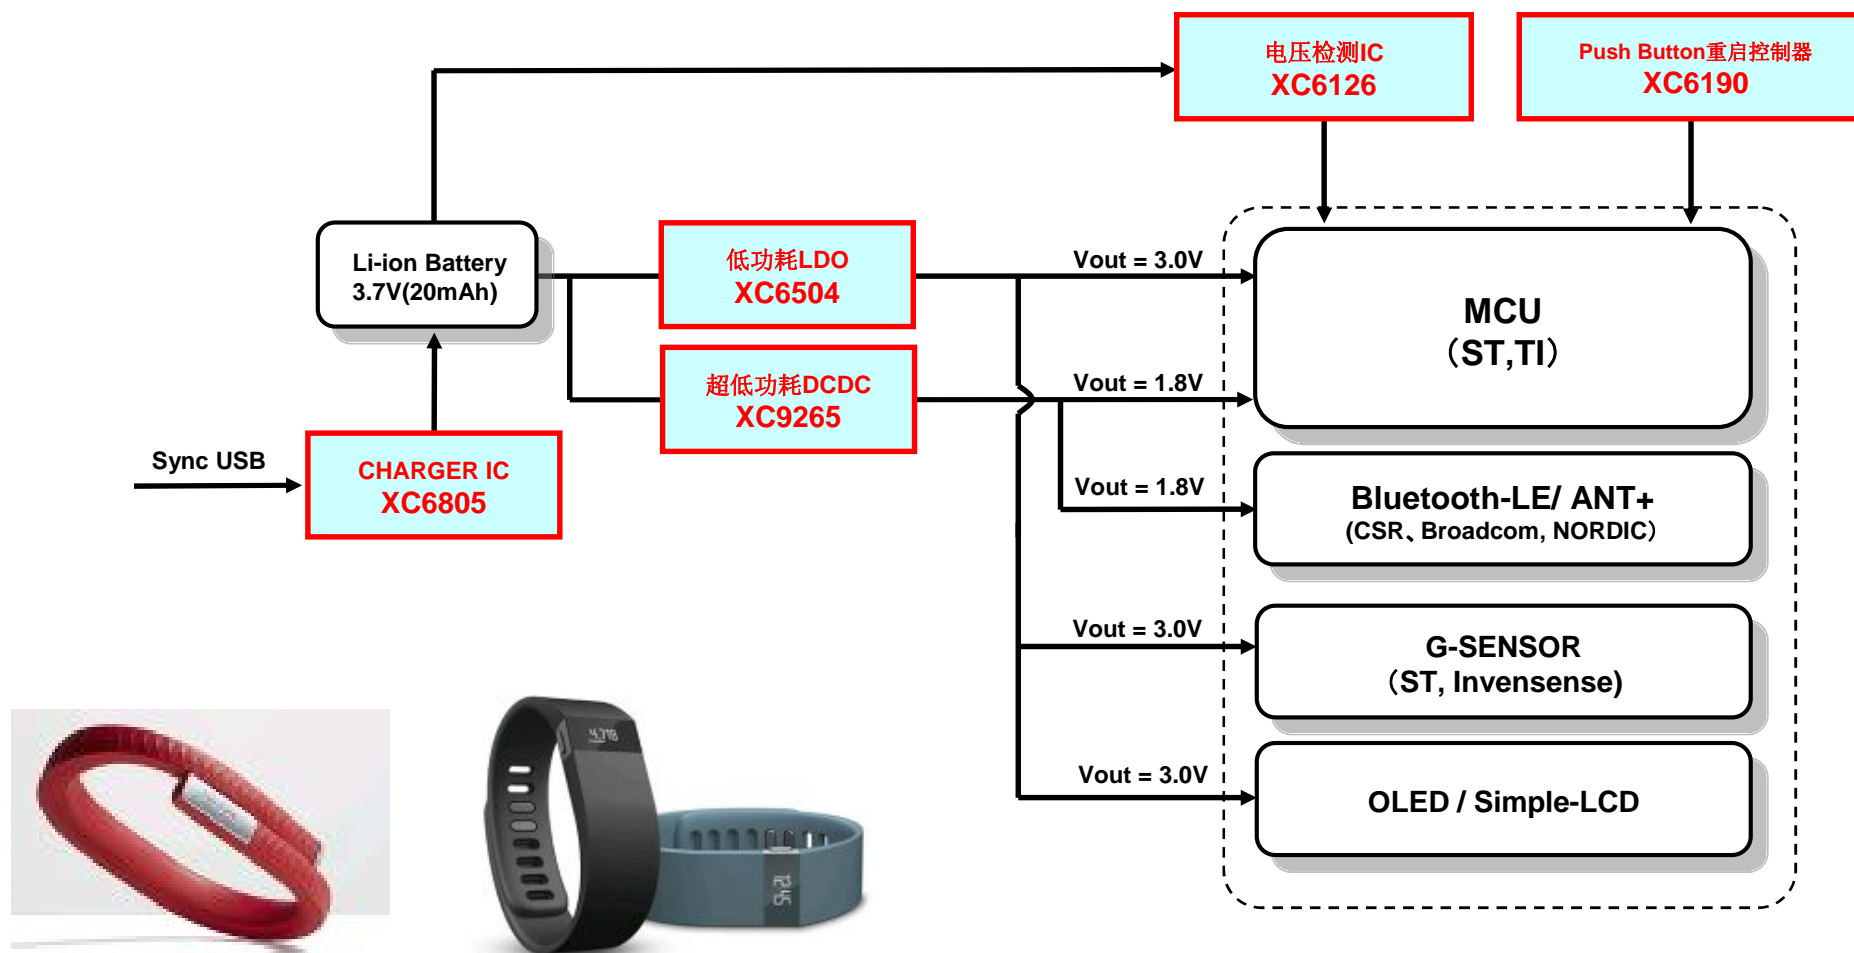 电压检测IC
XC6126
Push Button重启控制器
XC6190
Li-ion Battery
3.7V(20mAh)
低功耗LDO
XC6504
Vout = 3.0V
MCU
（ST,TI）
超低功耗DCDC
XC9265
Vout = 1.8V
Sync USB
CHARGER IC
XC6805
Vout = 1.8V
Bluetooth-LE/ ANT+
(CSR、Broadcom, NORDIC）
Vout = 3.0V
G-SENSOR
（ST, Invensense)
Vout = 3.0V
OLED / Simple-LCD
4,718
12:45